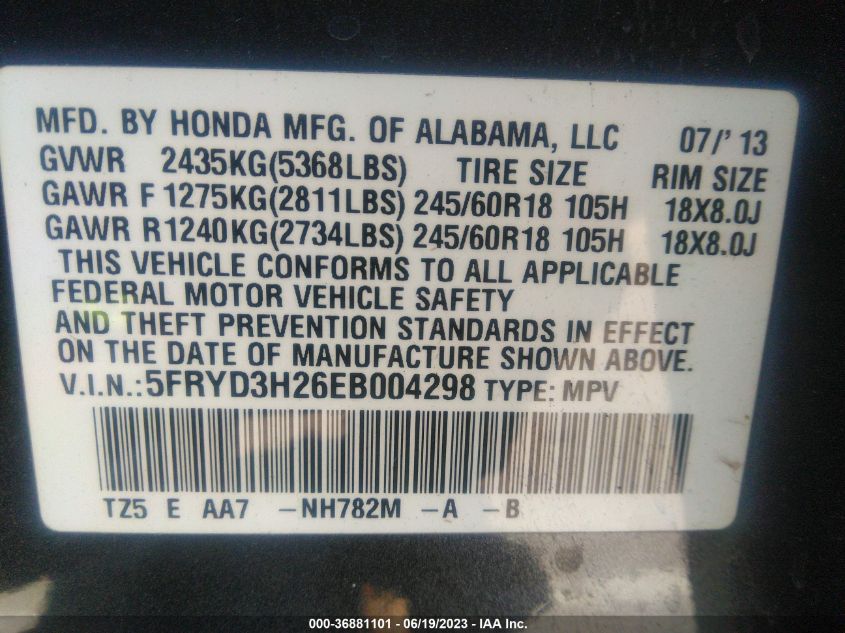 MFD. BY HONDA MFG. OF ALABAMA, LLC 07/'13
GVWR 2435KG(5368LBS) TIRE SIZE RIM SIZE
GAWR F 1275KG(2811LBS) 245/60R18 105H 18X8.0J
GAWR R1240KG(2734LBS) 245/60R18 105H 18X8.0J
THIS VEHICLE CONFORMS TO ALL APPLICABLE
FEDERAL MOTOR VEHICLE SAFETY
AND THEFT PREVENTION STANDARDS IN EFFECT
ON THE DATE OF MANUFACTURE SHOWN ABOVE.
V.I.N.:5FRYD3H26EB004298 TYPE: MPV
TZ5 E AA7 -NH782M -A -B
000-36881101 - 06/19/2023 - IAA Inc.